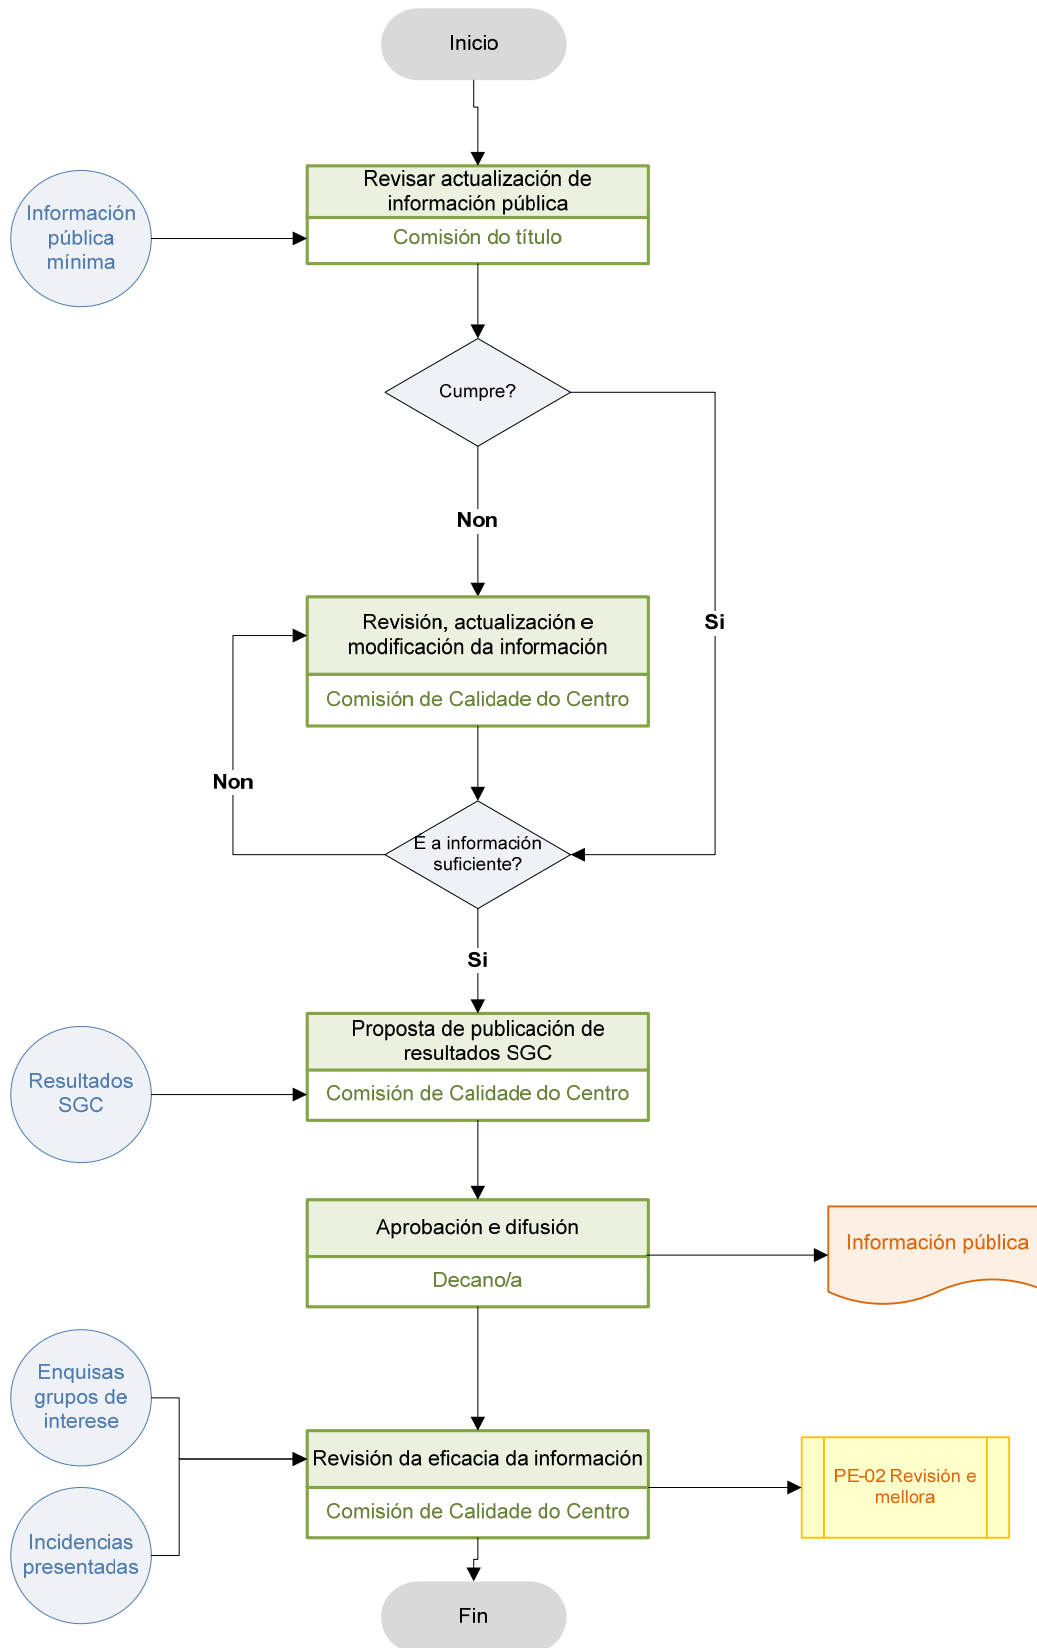 Inicio
Revisar actualización de
información pública
Comisión do título
Información
pública
mínima
Cumpre?
Non
Si
Revisión, actualización e
modificación da información
Comisión de Calidade do Centro
Non
É a información
suficiente?
Si
Proposta de publicación de
resultados SGC
Comisión de Calidade do Centro
Resultados
SGC
Aprobación e difusión
Decano/a
Información pública
Enquisas
grupos de
interese
Revisión da eficacia da información
Comisión de Calidade do Centro
PE-02 Revisión e
mellora
Incidencias
presentadas
Fin